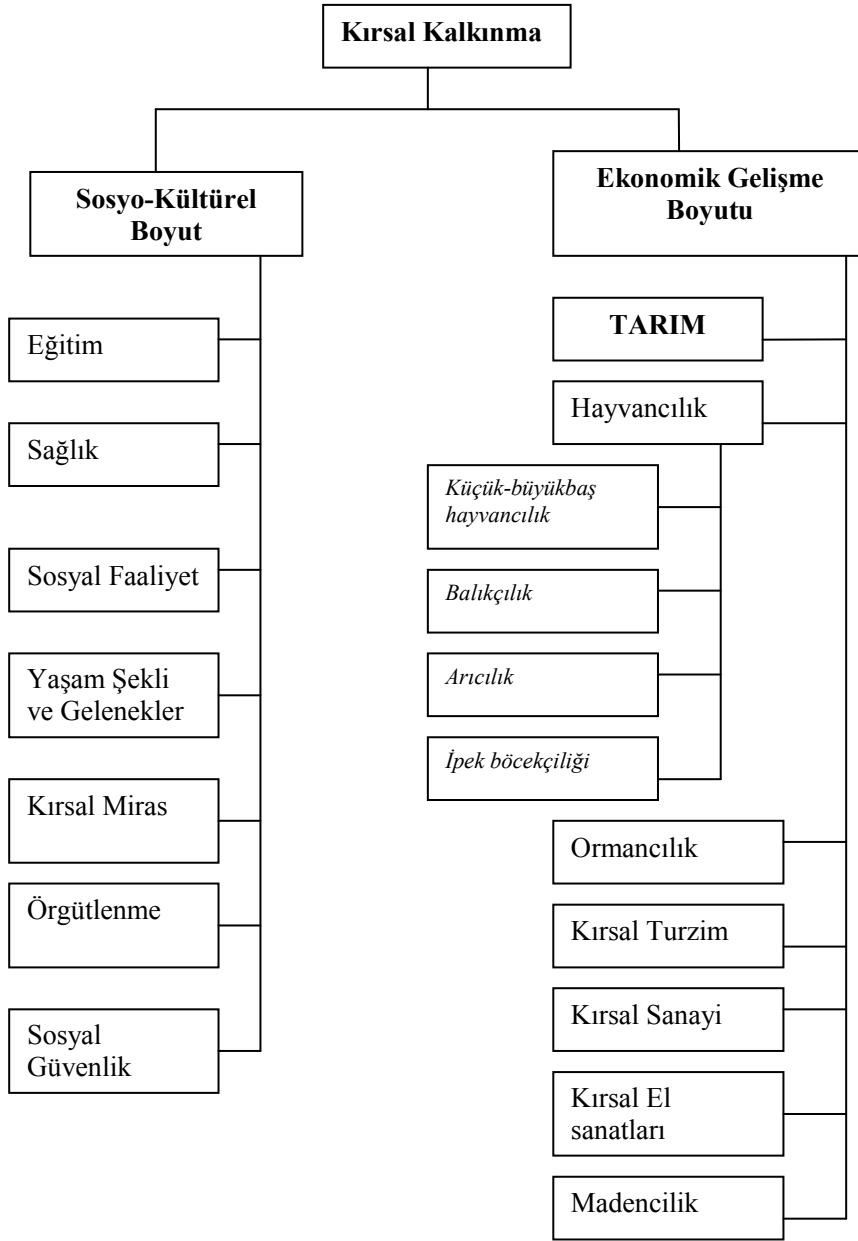 Kırsal Kalkınma
Sosyo-Kültürel
Boyut
Eğitim
Sağlık
Sosyal Faaliyet
Yaşam Şekli
ve Gelenekler
Kırsal Miras
Örgütlenme
Sosyal
Güvenlik
Ekonomik Gelişme
Boyutu
TARIM
Hayvancılık
Küçük-büyükbaş
hayvancılık
Balıkçılık
Arıcılık
İpek böcekçiliği
Ormancılık
Kırsal Turzim
Kırsal Sanayi
Kırsal El
sanatları
Madencilik